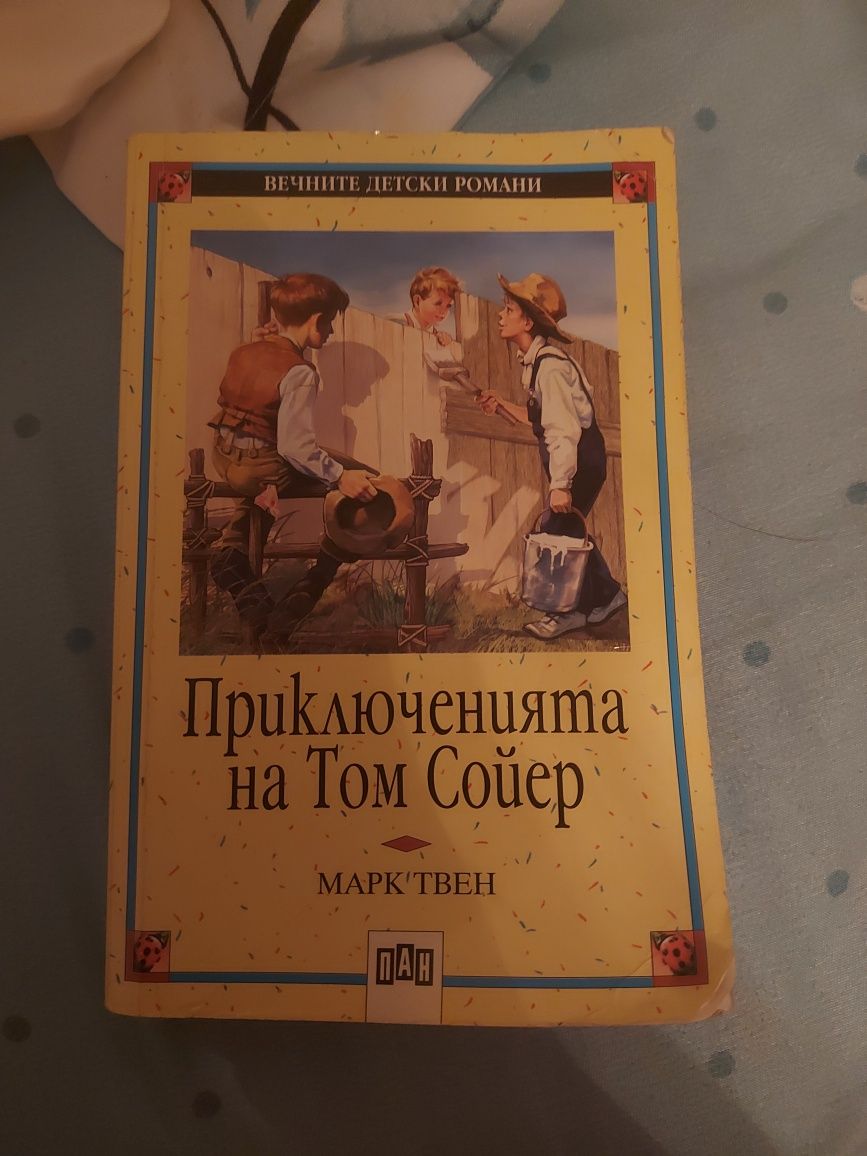 ВЕЧНИТЕ ДЕТСКИ РОМАНИ
Приключенията
на Том Сойер
МАРК ТВЕН
ПАН